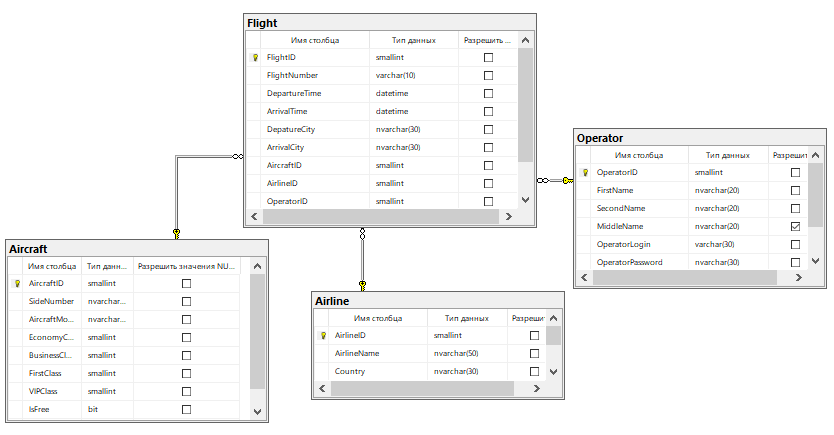 Flight
Имя столбца Тип данных Разрешить ...
FlightID smallint
FlightNumber varchar(10)
DepartureTime datetime
ArrivalTime datetime
DepatureCity nvarchar(30)
ArrivalCity nvarchar(30)
AircraftID smallint
AirlineID smallint
OperatorID smallint
Operator
Имя столбца Тип данных Разрешит
OperatorID smallint
FirstName nvarchar(20)
SecondName nvarchar(20)
MiddleName nvarchar(20)
OperatorLogin varchar(30)
OperatorPassword nvarchar(30)
Aircraft
Имя столбца Тип данн... Разрешить значения NU...
AircraftID smallint
SideNumber nvarchar...
AircraftMo... nvarchar...
EconomyC... smallint
BusinessCl... smallint
FirstClass smallint
VIPClass smallint
IsFree bit
Airline
Имя столбца Тип данных Разреши
AirlineID smallint
AirlineName nvarchar(50)
Country nvarchar(30)